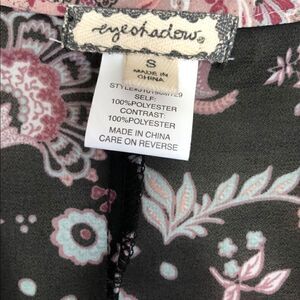 eyeshadow
S
MADE IN
CHINA
SELF:
100%POLYESTER
CONTRAST:
100%POLYESTER
MADE IN CHINA
CARE ON REVERSE